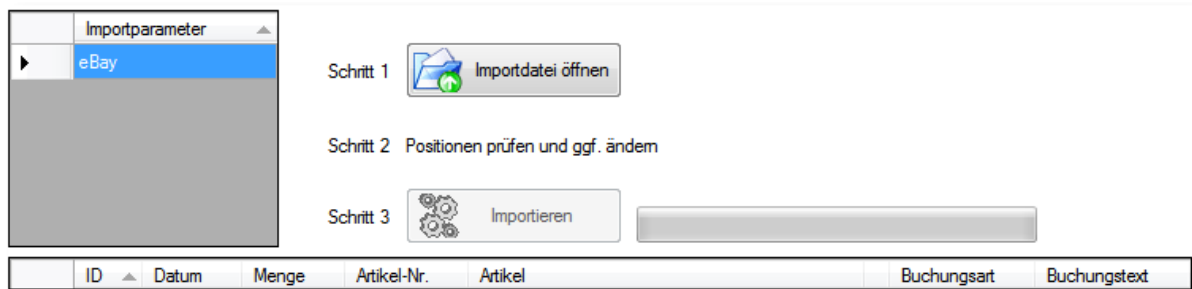 Importparameter
eBay
Schritt 1 Importdatei öffnen
Schritt 2 Positionen prüfen und ggf. ändern
Schritt 3 Importieren
ID Datum Menge Artikel-Nr. Artikel Buchungsart Buchungstext